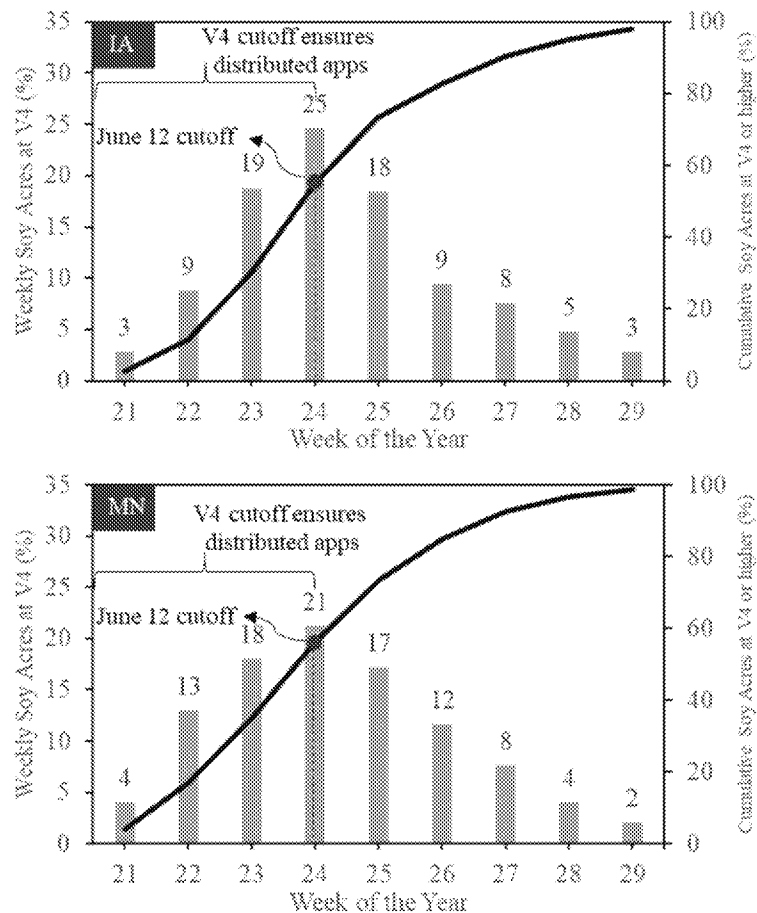 IA
V4 cutoff ensures
distributed apps
June 12 cutoff
Weekly Soy Acres at V4 (%)
Cumulative Soy Acres at V4 or higher (%)
35
30
25
20
15
10
5
0
100
80
60
40
20
0
3
9
19
25
18
9
8
5
3
21 22 23 24 25 26 27 28 29
Week of the Year
MN
V4 cutoff ensures
distributed apps
June 12 cutoff
Weekly Soy Acres at V4 (%)
Cumulative Soy Acres at V4 or higher (%)
35
30
25
20
15
10
5
0
100
80
60
40
20
0
4
13
18
21
17
12
8
4
2
21 22 23 24 25 26 27 28 29
Week of the Year